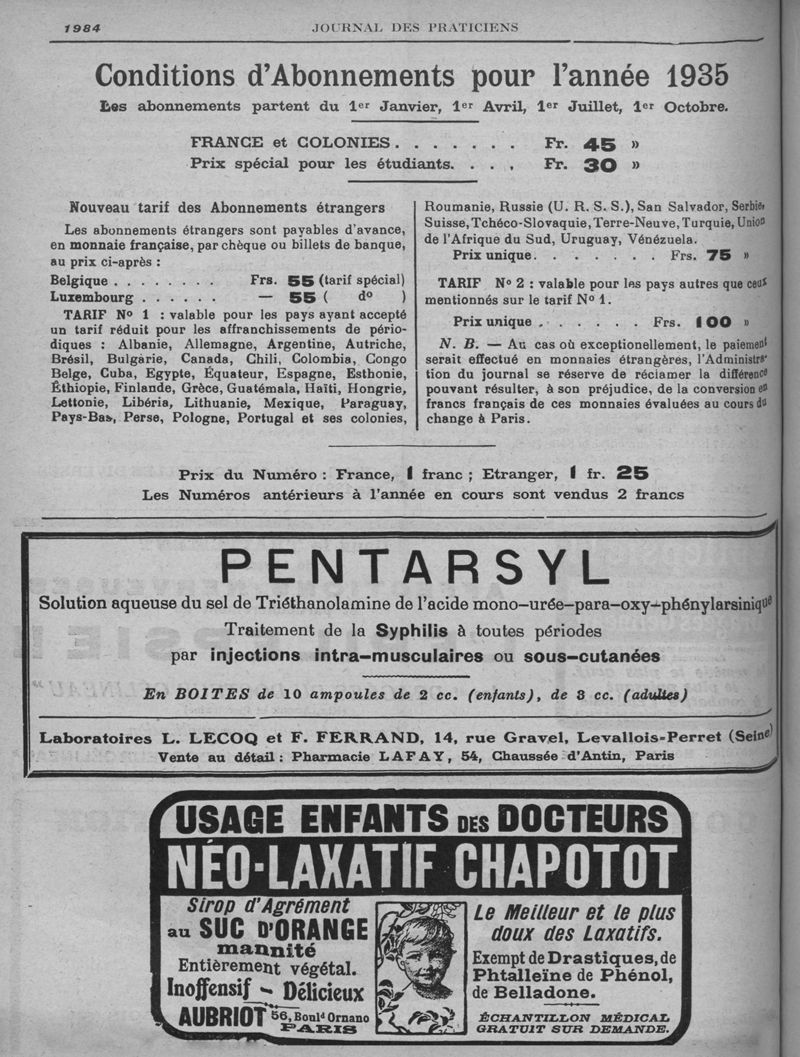 1984
JOURNAL DES PRATICIENS
Conditions d'Abonnements pour l'année 1935
Les abonnements partent du 1er Janvier, 1er Avril, 1er Juillet, 1er Octobre.
FRANCE et COLONIES . . . . . . . Fr. 45 »
Prix spécial pour les étudiants. . . . Fr. 30 »
Nouveau tarif des Abonnements étrangers
Les abonnements étrangers sont payables d'avance,
en monnaie française, par chèque ou billets de banque,
au prix ci-après :
Belgique . . . . . . . . Frs. 55 (tarif spécial)
Luxembourg . . . . . . — 55 ( do )
TARIF No 1 : valable pour les pays ayant accepté
un tarif réduit pour les affranchissements de pério-
diques : Albanie, Allemagne, Argentine, Autriche,
Brésil, Bulgarie, Canada, Chili, Colombia, Congo
Belge, Cuba, Egypte, Équateur, Espagne, Esthonie,
Éthiopie, Finlande, Grèce, Guatémala, Haïti, Hongrie,
Lettonie, Libéria, Lithuanie, Mexique, Paraguay,
Pays-Bas, Perse, Pologne, Portugal et ses colonies,
Roumanie, Russie (U. R. S. S.), San Salvador, Serbie,
Suisse, Tchéco-Slovaquie, Terre-Neuve, Turquie, Union
de l'Afrique du Sud, Uruguay, Vénézuela.
Prix unique. . . . . . . Frs. 75 »
TARIF No 2 : valable pour les pays autres que ceux
mentionnés sur le tarif No 1.
Prix unique . . . . . . Frs. 100 »
N. B. — Au cas où exceptionellement, le paiement
serait effectué en monnaies étrangères, l'Administra-
tion du journal se réserve de réclamer la différence
pouvant résulter, à son préjudice, de la conversion en
francs français de ces monnaies évaluées au cours du
change à Paris.
Prix du Numéro : France, 1 franc ; Etranger, 1 fr. 25
Les Numéros antérieurs à l'année en cours sont vendus 2 francs
PENTARSYL
Solution aqueuse du sel de Triéthanolamine de l'acide mono-urée-para-oxy-phénylarsinique
Traitement de la Syphilis à toutes périodes
par injections intra-musculaires ou sous-cutanées
En BOITES de 10 ampoules de 2 cc. (enfants), de 3 cc. (adultes)
Laboratoires L. LECOQ et F. FERRAND, 14, rue Gravel, Levallois-Perret (Seine)
Vente au détail : Pharmacie LAFAY, 54, Chaussée d'Antin, Paris
USAGE ENFANTS DES DOCTEURS
NÉO-LAXATIF CHAPOTOT
Sirop d'Agrément
au SUC D'ORANGE
mannité
Entièrement végétal.
Inoffensif - Délicieux
AUBRIOT 56, Bould Ornano
PARIS
Le Meilleur et le plus
doux des Laxatifs.
Exempt de Drastiques, de
Phtalleïne de Phénol,
de Belladone.
ÉCHANTILLON MÉDICAL
GRATUIT SUR DEMANDE.